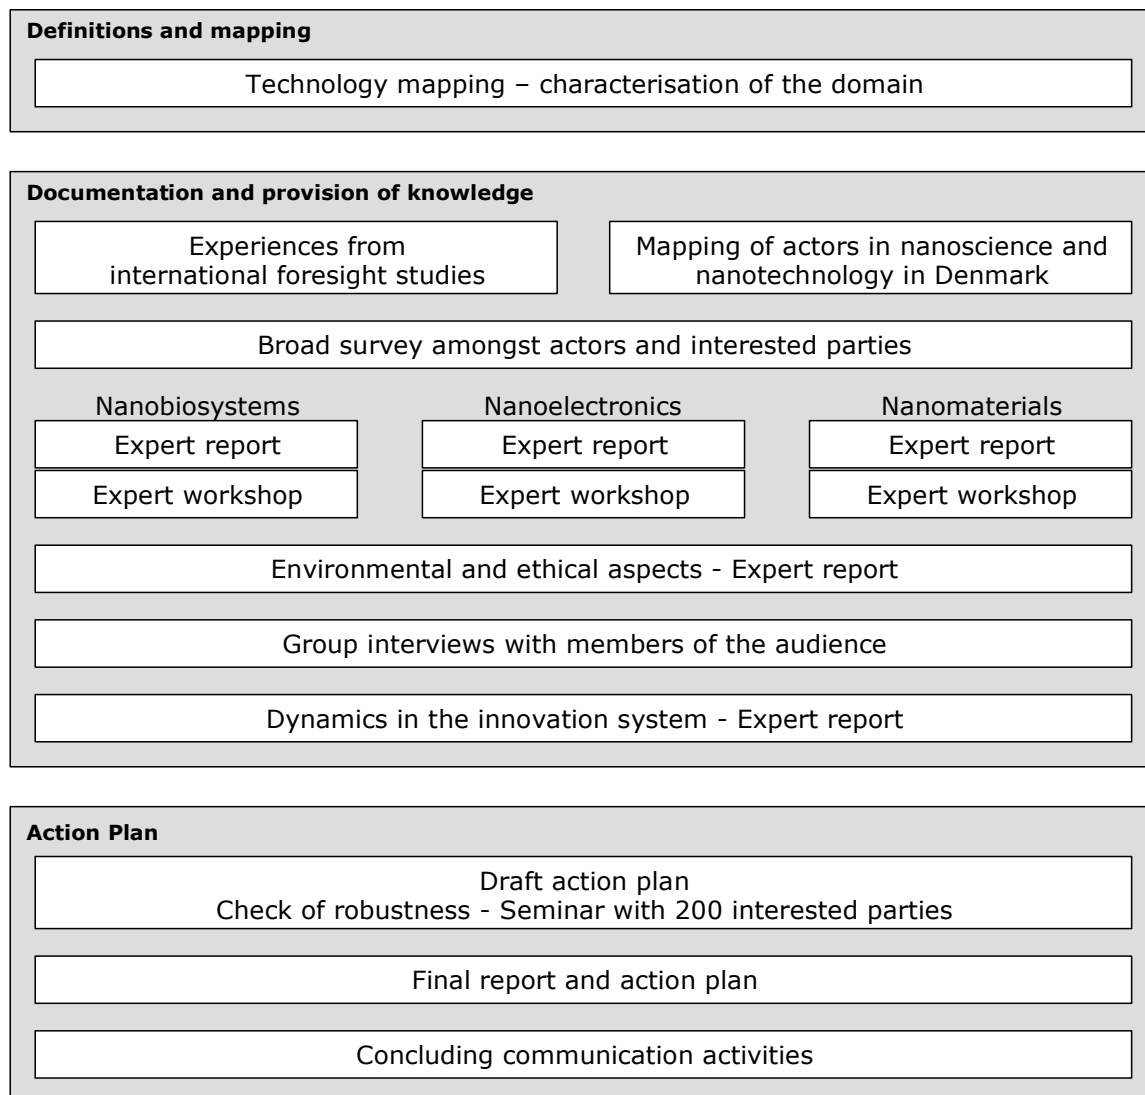 Definitions and mapping
Technology mapping – characterisation of the domain
Documentation and provision of knowledge
Experiences from
international foresight studies
Mapping of actors in nanoscience and
nanotechnology in Denmark
Broad survey amongst actors and interested parties
Nanobiosystems
Expert report
Expert workshop
Nanoelectronics
Expert report
Expert workshop
Nanomaterials
Expert report
Expert workshop
Environmental and ethical aspects - Expert report
Group interviews with members of the audience
Dynamics in the innovation system - Expert report
Action Plan
Draft action plan
Check of robustness - Seminar with 200 interested parties
Final report and action plan
Concluding communication activities